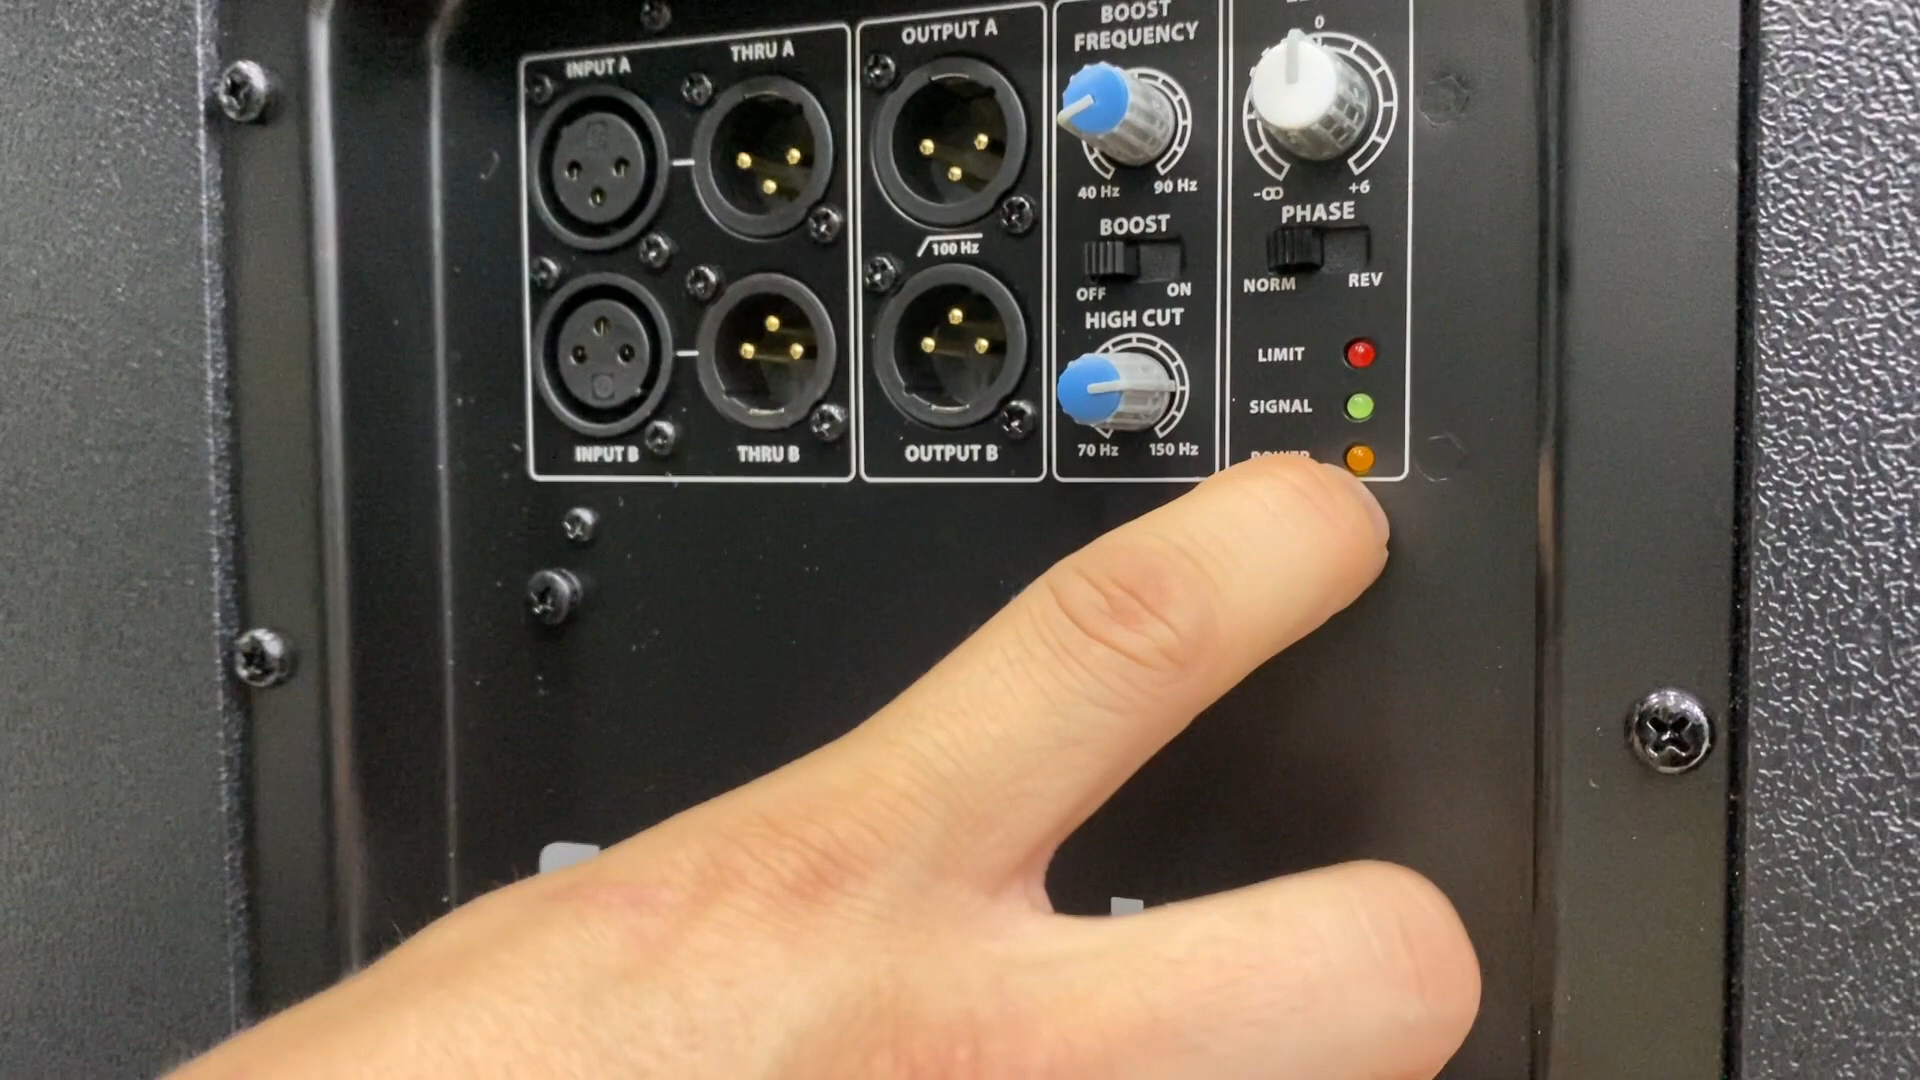 INPUT A
THRU A
OUTPUT A
BOOST
FREQUENCY
0
40 Hz
90 Hz
-∞
+6
PHASE
100 Hz
BOOST
OFF
ON
NORM
REV
HIGH CUT
LIMIT
SIGNAL
70 Hz
150 Hz
POWER
INPUT B
THRU B
OUTPUT B